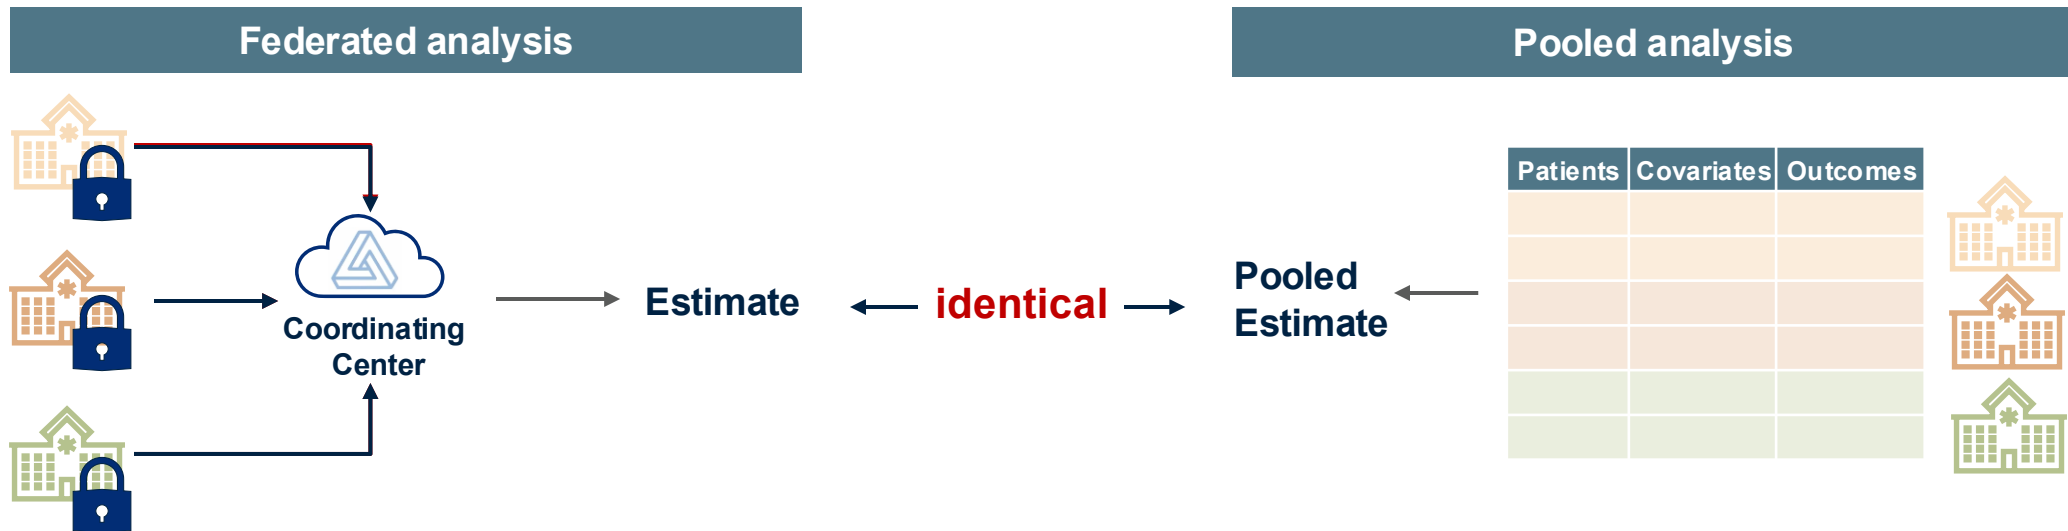 Federated analysis
Pooled analysis
Coordinating
Center
Estimate
identical
Pooled
Estimate
Patients Covariates Outcomes